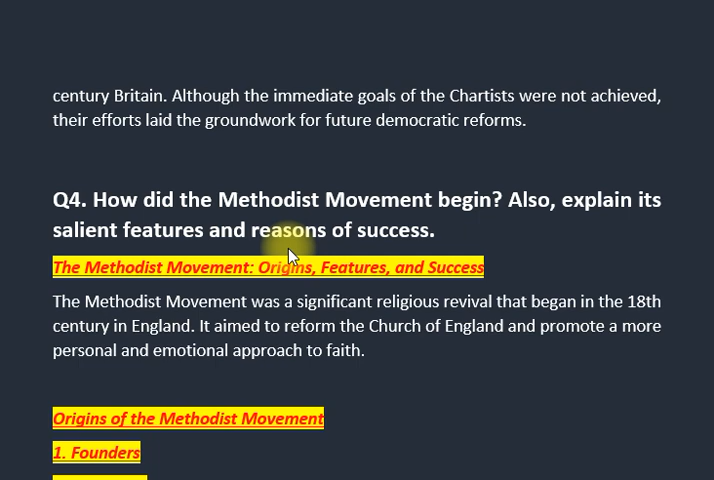 century Britain. Although the immediate goals of the Chartists were not achieved,
their efforts laid the groundwork for future democratic reforms.
Q4. How did the Methodist Movement begin? Also, explain its
salient features and reasons of success.
The Methodist Movement: Origins, Features, and Success
The Methodist Movement was a significant religious revival that began in the 18th
century in England. It aimed to reform the Church of England and promote a more
personal and emotional approach to faith.
Origins of the Methodist Movement
1. Founders